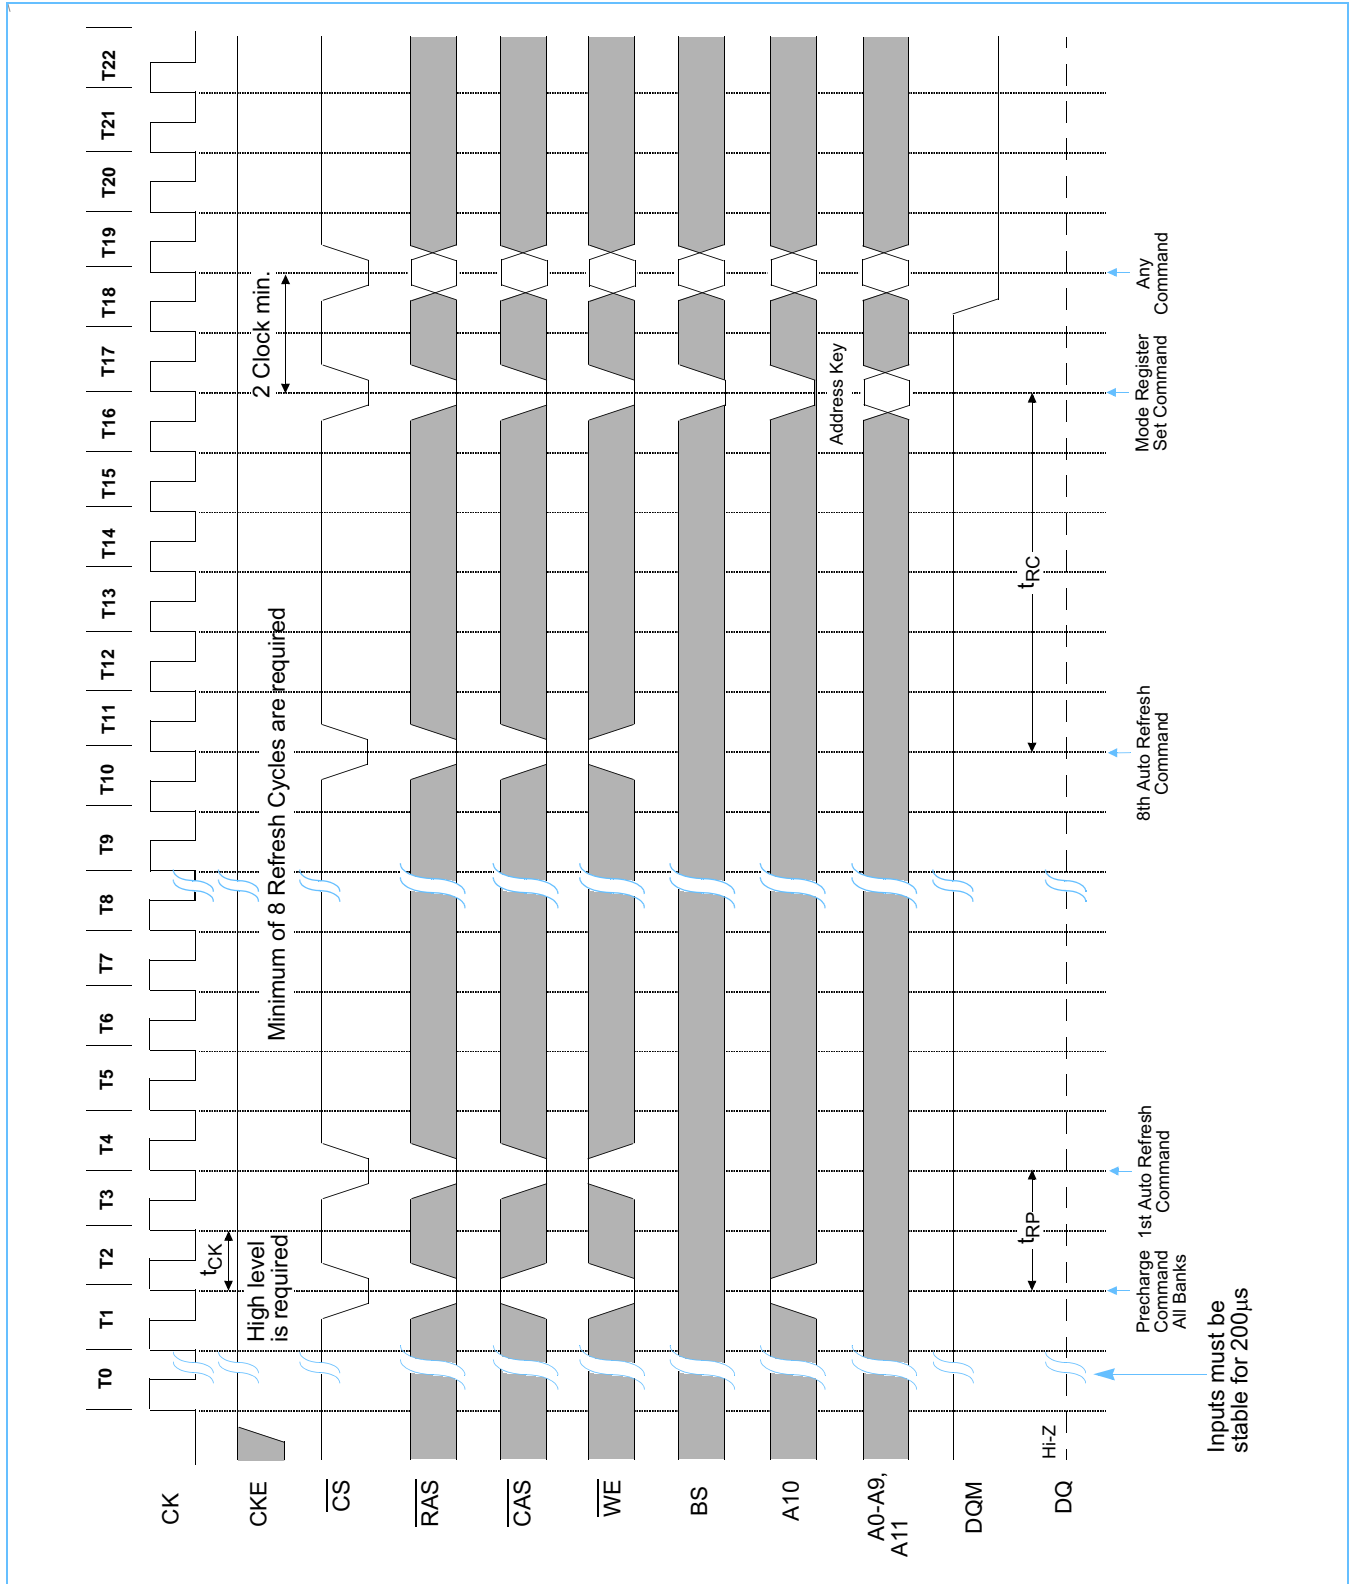 T0
T1
T2
T3
T4
T5
T6
T7
T8
T9
T10
T11
T12
T13
T14
T15
T16
T17
T18
T19
T20
T21
T22
CK
tCK
CKE
High level
is required
Minimum of 8 Refresh Cycles are required
2 Clock min.
CS
RAS
CAS
WE
BS
A10
Address Key
A0-A9,
A11
DQM
tRP
tRC
Hi-Z
DQ
Precharge
Command
All Banks
1st Auto Refresh
Command
8th Auto Refresh
Command
Mode Register
Set Command
Any
Command
Inputs must be
stable for 200µs